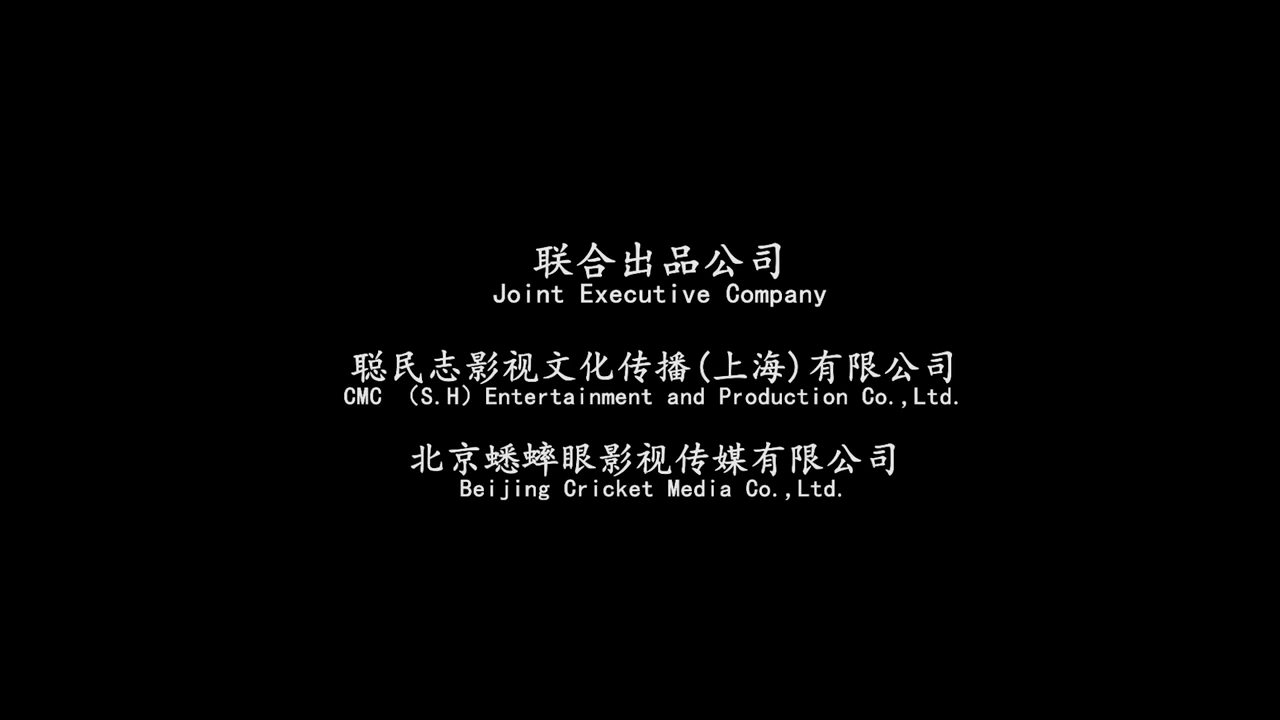 联合出品公司
Joint Executive Company
聪民志影视文化传播(上海)有限公司
CMC （S.H）Entertainment and Production Co.,Ltd.
北京蟋蟀眼影视传媒有限公司
Beijing Cricket Media Co.,Ltd.